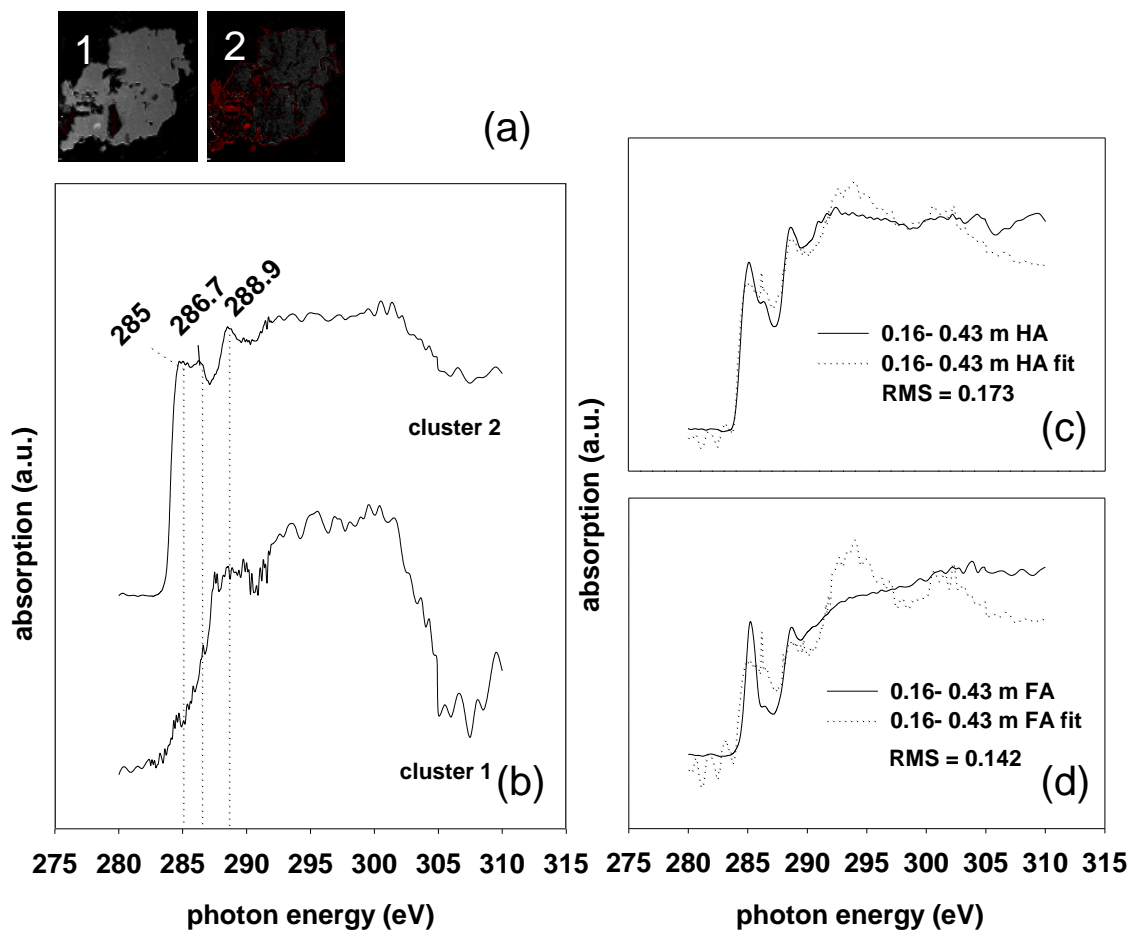 1
2
(a)
285
286.7
288.9
cluster 2
cluster 1
(b)
absorption (a.u.)
275 280 285 290 295 300 305 310 315
photon energy (eV)
0.16- 0.43 m HA
0.16- 0.43 m HA fit
RMS = 0.173
(c)
absorption (a.u.)
0.16- 0.43 m FA
0.16- 0.43 m FA fit
RMS = 0.142
(d)
absorption (a.u.)
275 280 285 290 295 300 305 310 315
photon energy (eV)